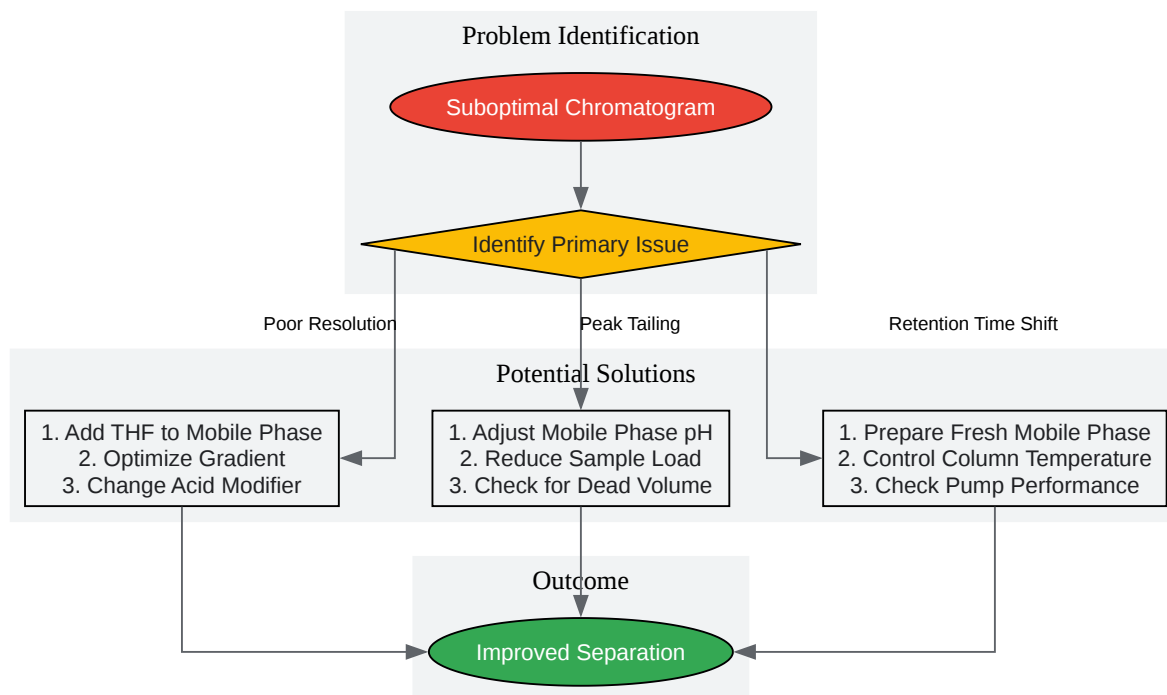 Problem Identification
Suboptimal Chromatogram
Identify Primary Issue
Poor Resolution
Peak Tailing
Retention Time Shift
Potential Solutions
1. Add THF to Mobile Phase
2. Optimize Gradient
3. Change Acid Modifier
1. Adjust Mobile Phase pH
2. Reduce Sample Load
3. Check for Dead Volume
1. Prepare Fresh Mobile Phase
2. Control Column Temperature
3. Check Pump Performance
Outcome
Improved Separation